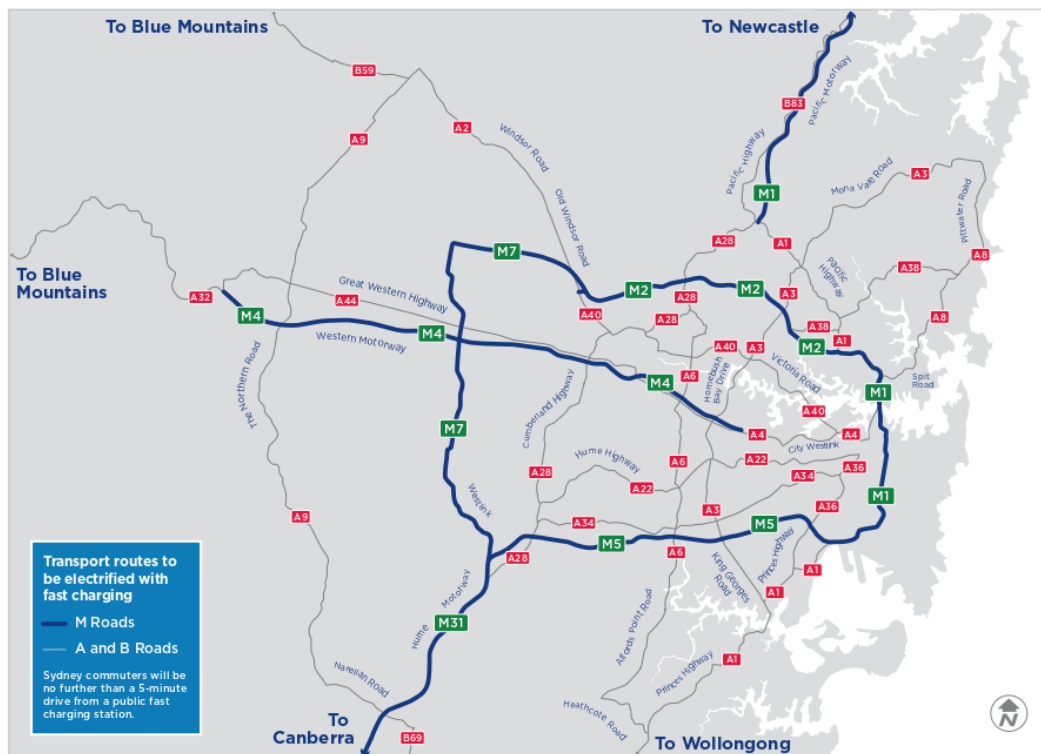 To Blue Mountains
To Newcastle
B59
Pacific Motorway
B83
A9
A2
Windsor Road
Pacific Highway
Mona Vale Road
A3
M1
Pittwater Road
Old Windsor Road
A28
A1
M7
A8
To Blue
Mountains
A38
Pacific
Highway
Great Western Highway
A32
A44
M2
M2
A28
A3
M4
A40
A28
A38
A8
M4
Western Motorway
A1
M2
A40
A3
The Northern Road
Victoria Road
Homebush
Bay Drive
A6
M4
Spit
Road
M1
Cumberland Highway
A40
M7
A4
A4
City Westlink
Hume Highway
A6
A22
A36
A28
A34
A22
M1
Westlink
A3
A36
A9
A34
M5
M5
Princes Highway
A28
A6
King Georges
Road
A1
A1
Motorway
Hume
M31
Alfords Point Road
A1
Princes Highway
Narellan Road
Heathcote Road
Transport routes to
be electrified with
fast charging
M Roads
A and B Roads
Sydney commuters will be
no further than a 5-minute
drive from a public fast
charging station.
To
Canberra
B69
To Wollongong
N